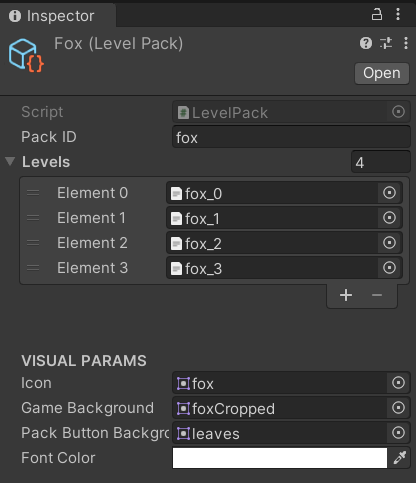 Inspector
Fox (Level Pack)
Open
Script LevelPack
Pack ID fox
Levels 4
Element 0 fox_0
Element 1 fox_1
Element 2 fox_2
Element 3 fox_3
VISUAL PARAMS
Icon fox
Game Background foxCropped
Pack Button Backgro leaves
Font Color